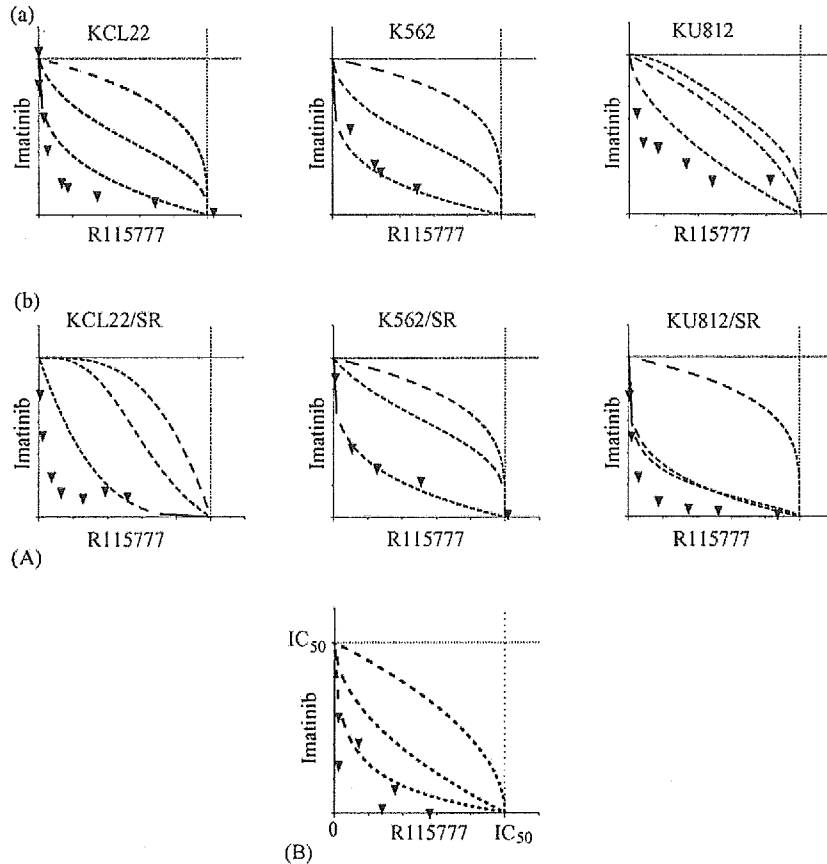 (a)
KCL22
K562
KU812
Imatinib
Imatinib
Imatinib
R115777
R115777
R115777
(b)
KCL22/SR
K562/SR
KU812/SR
Imatinib
Imatinib
Imatinib
R115777
R115777
R115777
(A)
IC50
Imatinib
0
R115777
IC50
(B)